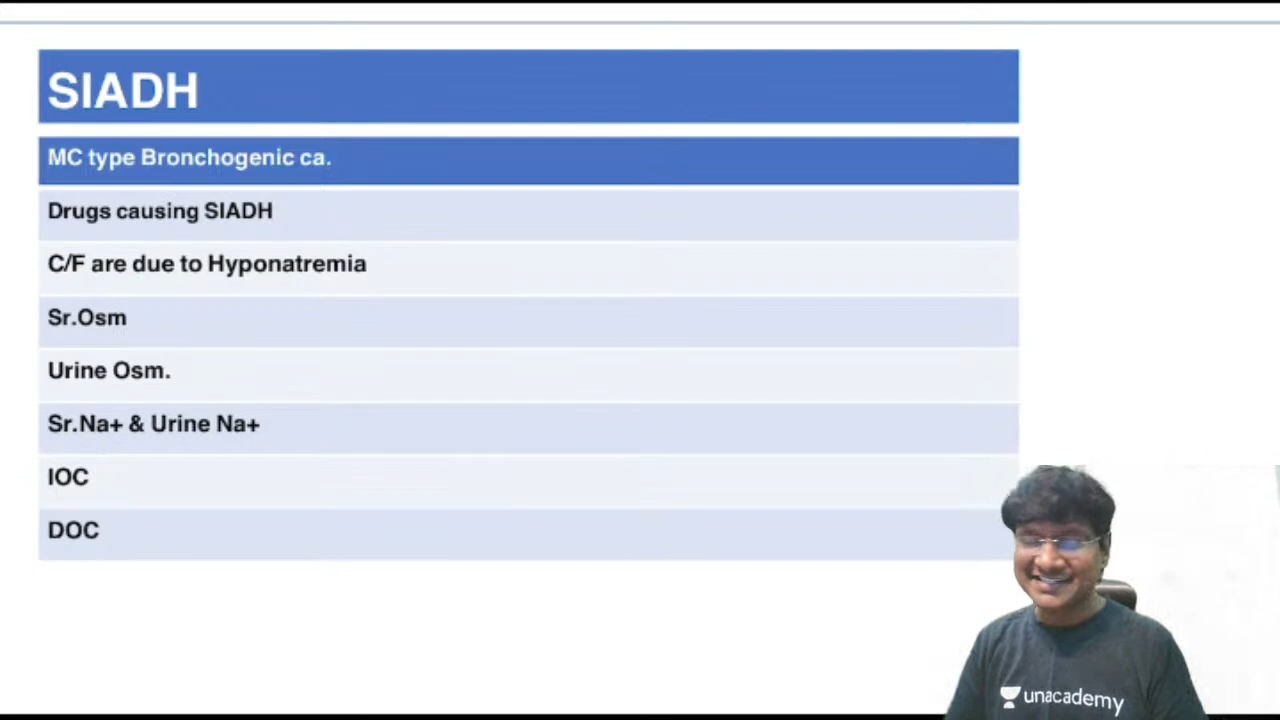 SIADH
MC type Bronchogenic ca.
Drugs causing SIADH
C/F are due to Hyponatremia
Sr.Osm
Urine Osm.
Sr.Na+ & Urine Na+
IOC
DOC
unacademy